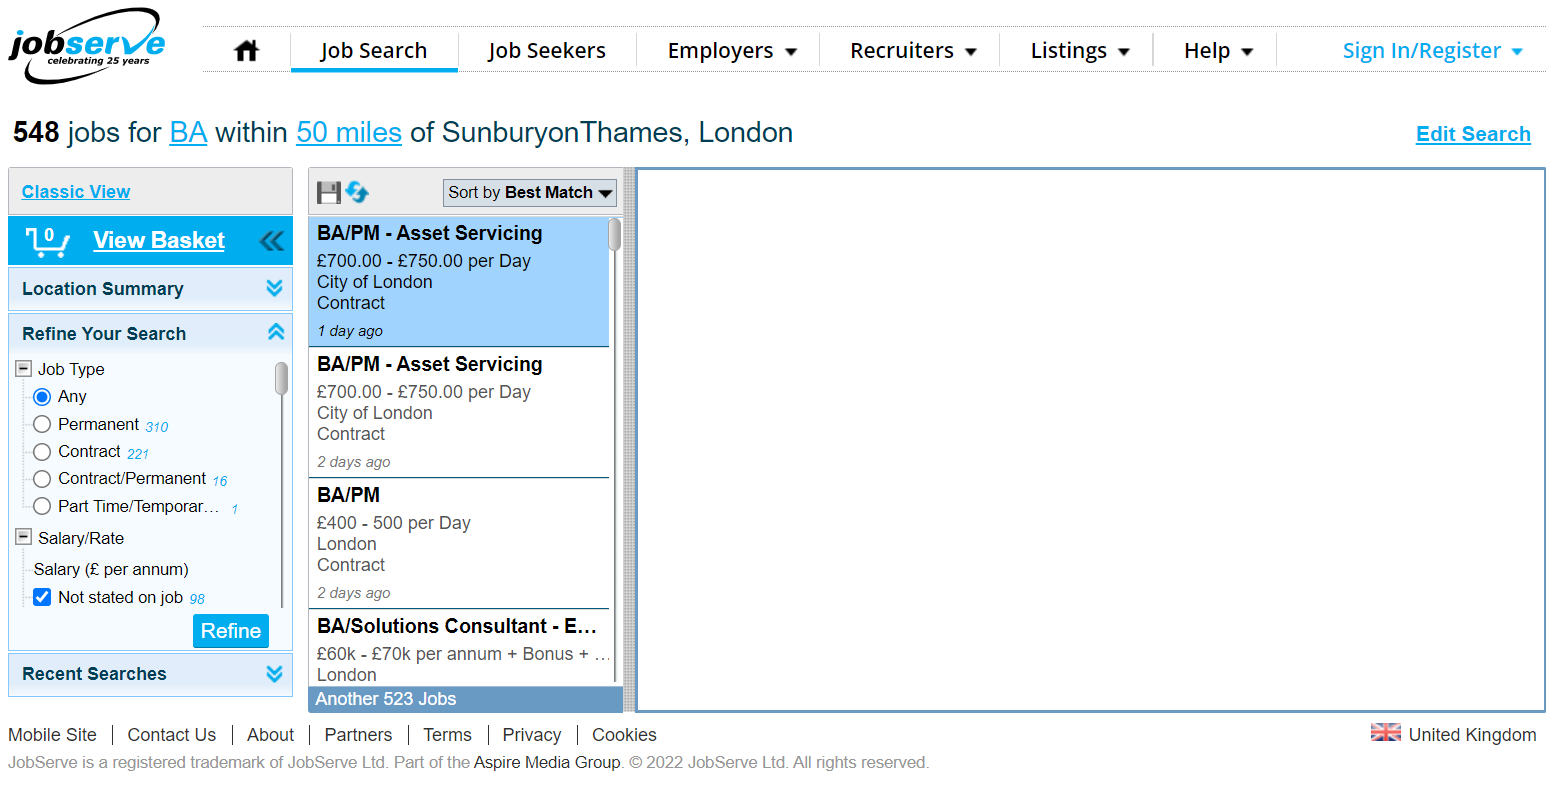 jobserve
celebrating 25 years
Job Search
Job Seekers
Employers
Recruiters
Listings
Help
Sign In/Register
548 jobs for BA within 50 miles of SunburyonThames, London
Edit Search
Classic View
0 View Basket
Location Summary
Refine Your Search
Job Type
Any
Permanent 310
Contract 221
Contract/Permanent 16
Part Time/Temporar... 1
Salary/Rate
Salary (£ per annum)
Not stated on job 98
Refine
Recent Searches
Sort by Best Match
BA/PM - Asset Servicing
£700.00 - £750.00 per Day
City of London
Contract
1 day ago
BA/PM - Asset Servicing
£700.00 - £750.00 per Day
City of London
Contract
2 days ago
BA/PM
£400 - 500 per Day
London
Contract
2 days ago
BA/Solutions Consultant - E...
£60k - £70k per annum + Bonus + ...
London
Another 523 Jobs
Mobile Site
Contact Us
About
Partners
Terms
Privacy
Cookies
United Kingdom
JobServe is a registered trademark of JobServe Ltd. Part of the Aspire Media Group. © 2022 JobServe Ltd. All rights reserved.